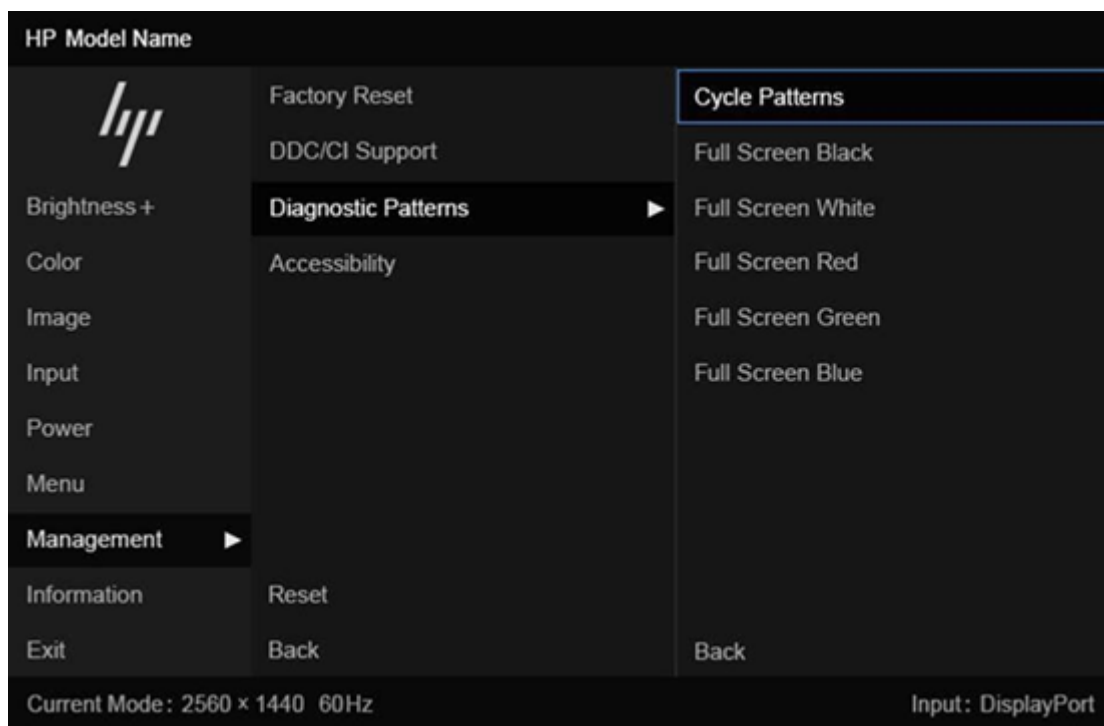 HP Model Name
hp
Brightness +
Color
Image
Input
Power
Menu
Management
Information
Exit
Factory Reset
DDC/CI Support
Diagnostic Patterns
Accessibility
Reset
Back
Cycle Patterns
Full Screen Black
Full Screen White
Full Screen Red
Full Screen Green
Full Screen Blue
Back
Current Mode: 2560 × 1440 60Hz
Input: DisplayPort